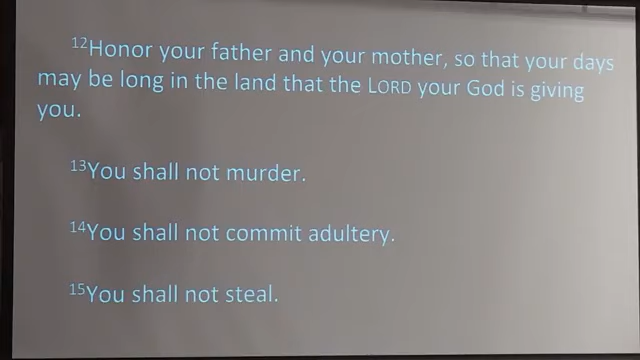 12Honor your father and your mother, so that your days
may be long in the land that the LORD your God is giving
you.
13You shall not murder.
14You shall not commit adultery.
15You shall not steal.